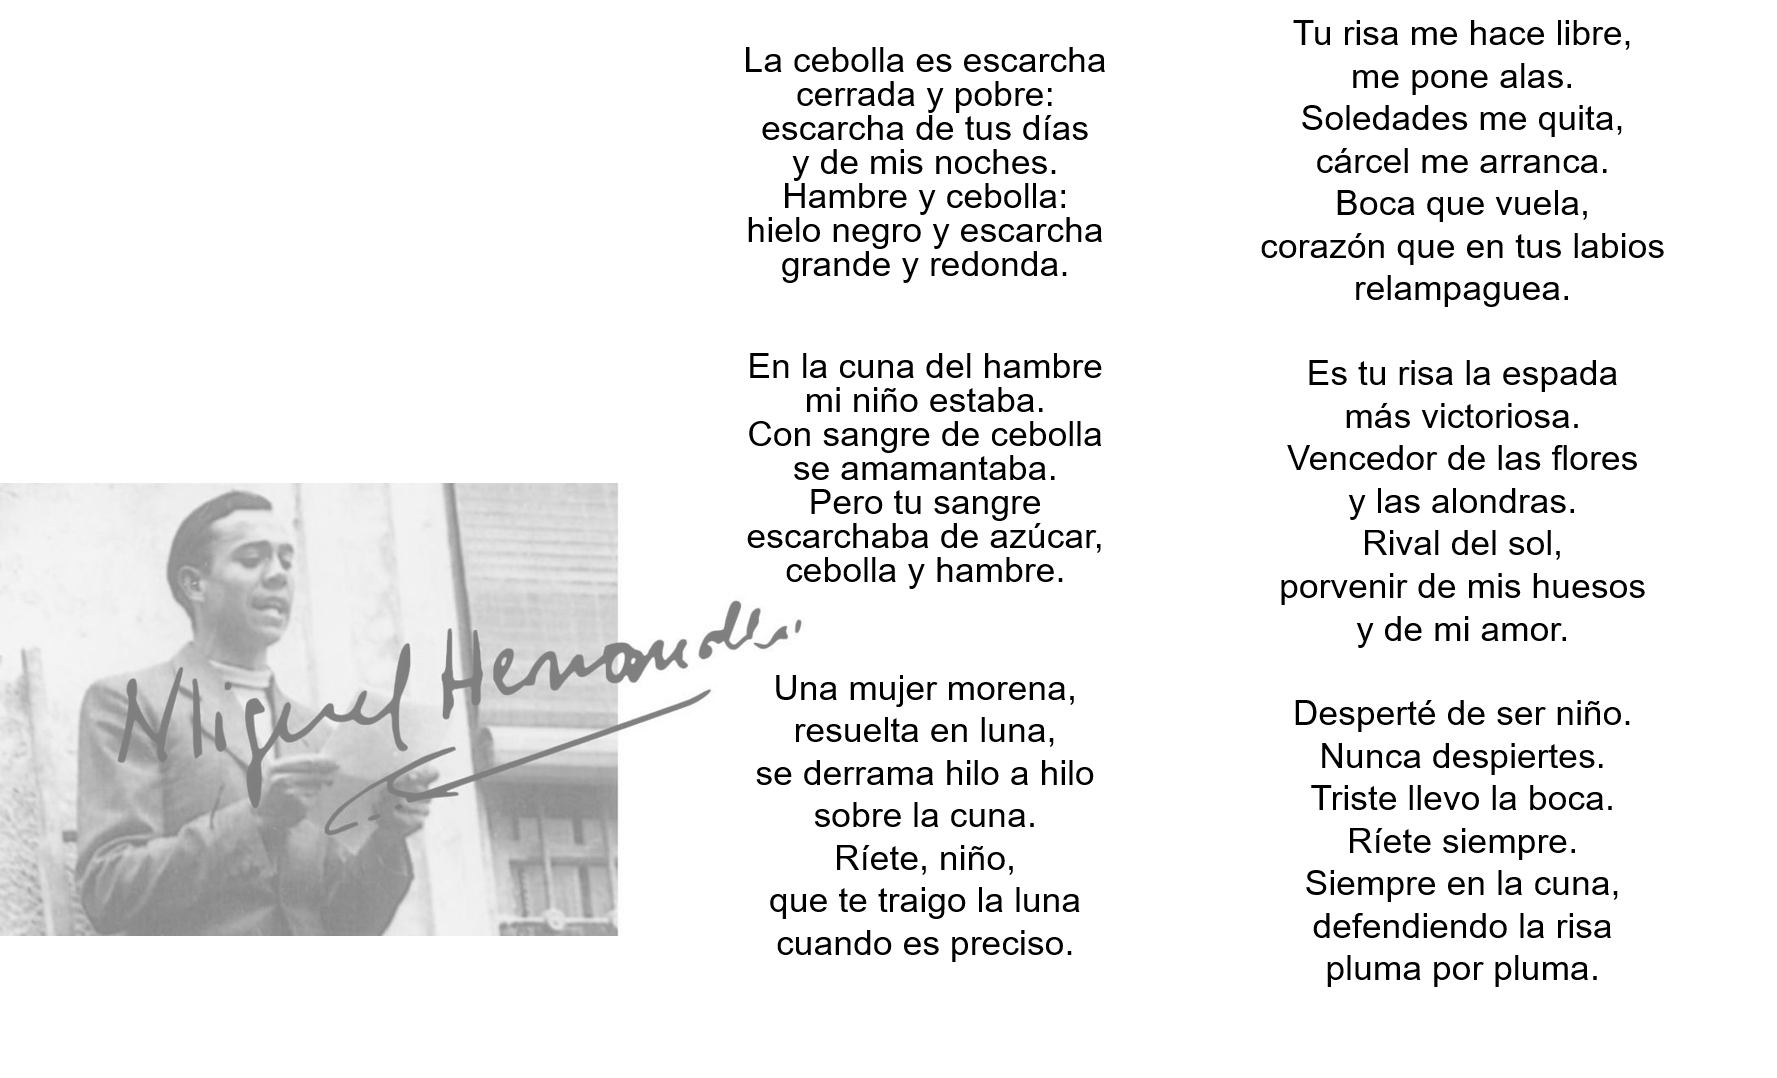 La cebolla es escarcha
cerrada y pobre:
escarcha de tus días
y de mis noches.
Hambre y cebolla:
hielo negro y escarcha
grande y redonda.
En la cuna del hambre
mi niño estaba.
Con sangre de cebolla
se amamantaba.
Pero tu sangre
escarchaba de azúcar,
cebolla y hambre.
Una mujer morena,
resuelta en luna,
se derrama hilo a hilo
sobre la cuna.
Ríete, niño,
que te traigo la luna
cuando es preciso.
Tu risa me hace libre,
me pone alas.
Soledades me quita,
cárcel me arranca.
Boca que vuela,
corazón que en tus labios
relampaguea.
Es tu risa la espada
más victoriosa.
Vencedor de las flores
y las alondras.
Rival del sol,
porvenir de mis huesos
y de mi amor.
Desperté de ser niño.
Nunca despiertes.
Triste llevo la boca.
Ríete siempre.
Siempre en la cuna,
defendiendo la risa
pluma por pluma.
Miguel Hernández